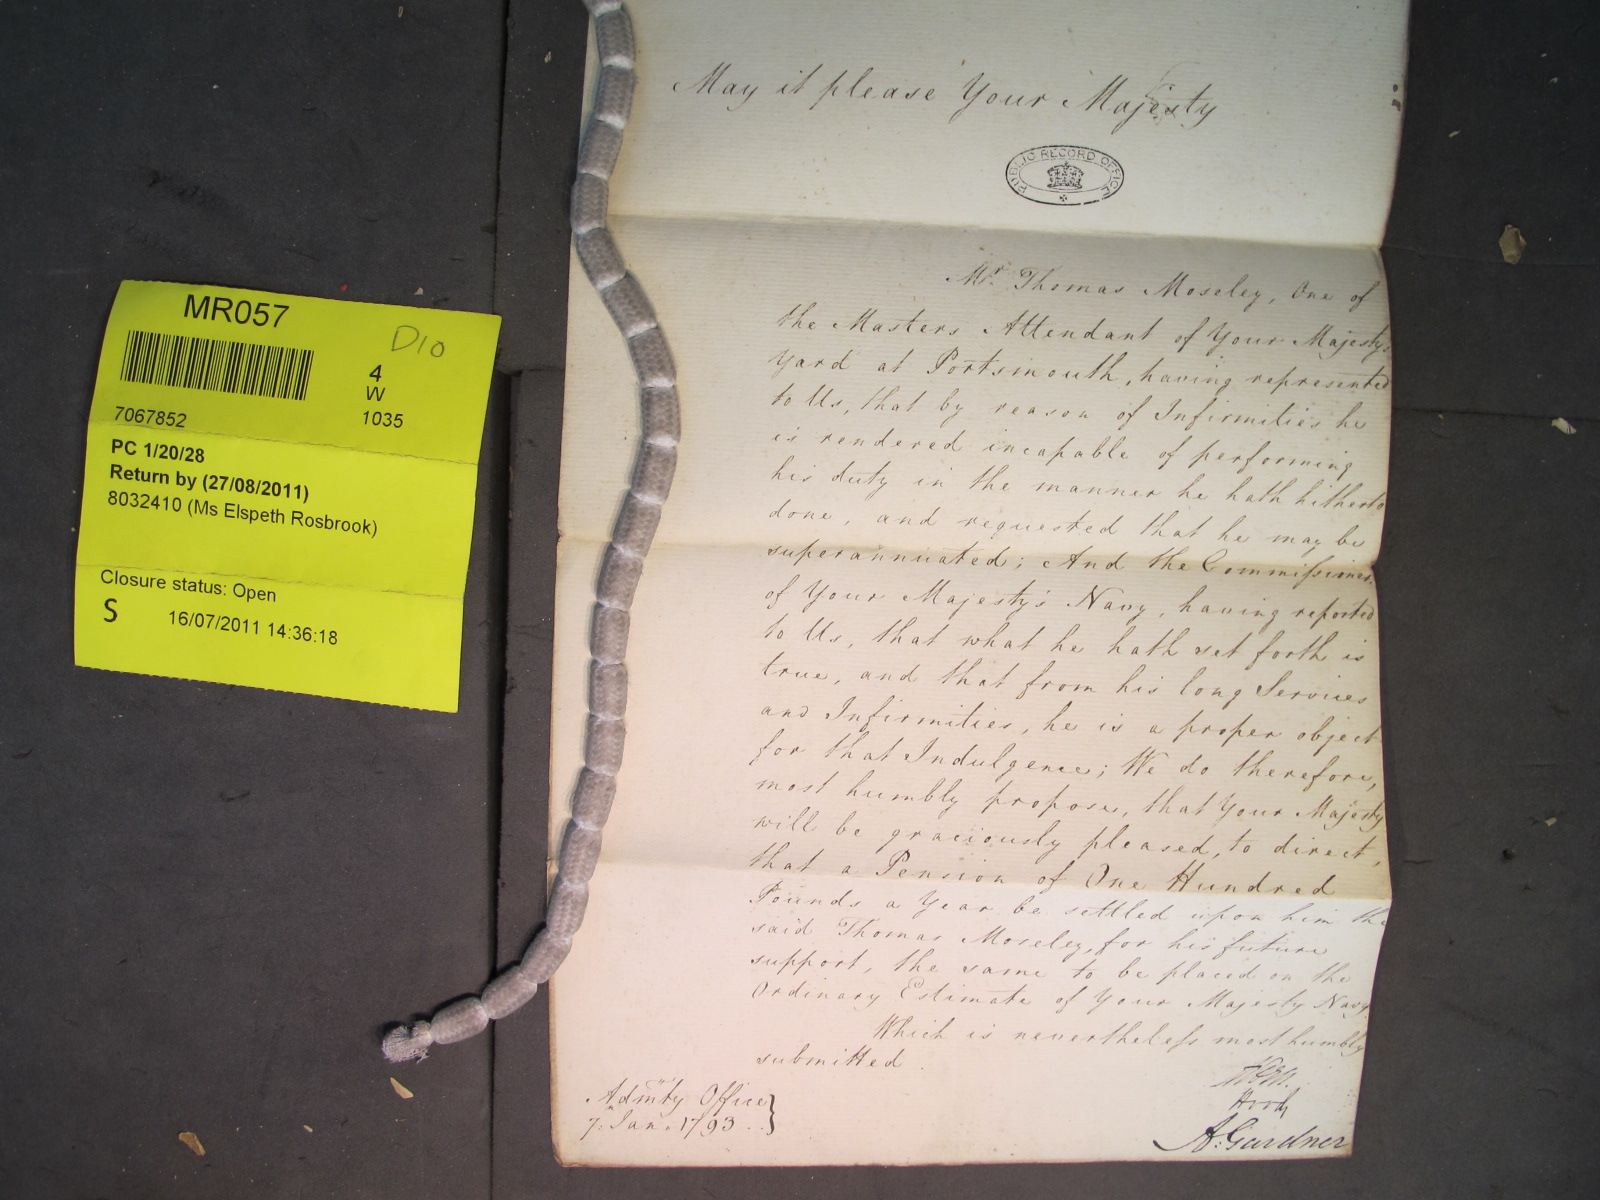 May it please Your Majesty
PUBLIC RECORD OFFICE
Mr. Thomas Moseley, One of
the Masters Attendant of Your Majesty's
Yard at Portsmouth, having represented
to Us, that by reason of Infirmities he
is rendered incapable of performing
his duty in the manner he hath hitherto
done, and requested that he may be
superannuated; And the Commissioners
of Your Majesty's Navy, having reported
to Us, that what he hath set forth is
true, and that from his long Services
and Infirmities, he is a proper object
for that Indulgence; We do therefore,
most humbly propose, that Your Majesty
will be graciously pleased, to direct,
that a Pension of One Hundred
Pounds a Year be settled upon him the
said Thomas Moseley, for his future
support, the same to be placed on the
Ordinary Estimate of Your Majesty Navy
Which is nevertheless most humbly
submitted.
Hood
A: Gardner
Admty Office
7. Jan. 1793.
MR057
D10
4
W
7067852
1035
PC 1/20/28
Return by (27/08/2011)
8032410 (Ms Elspeth Rosbrook)
Closure status: Open
S
16/07/2011 14:36:18